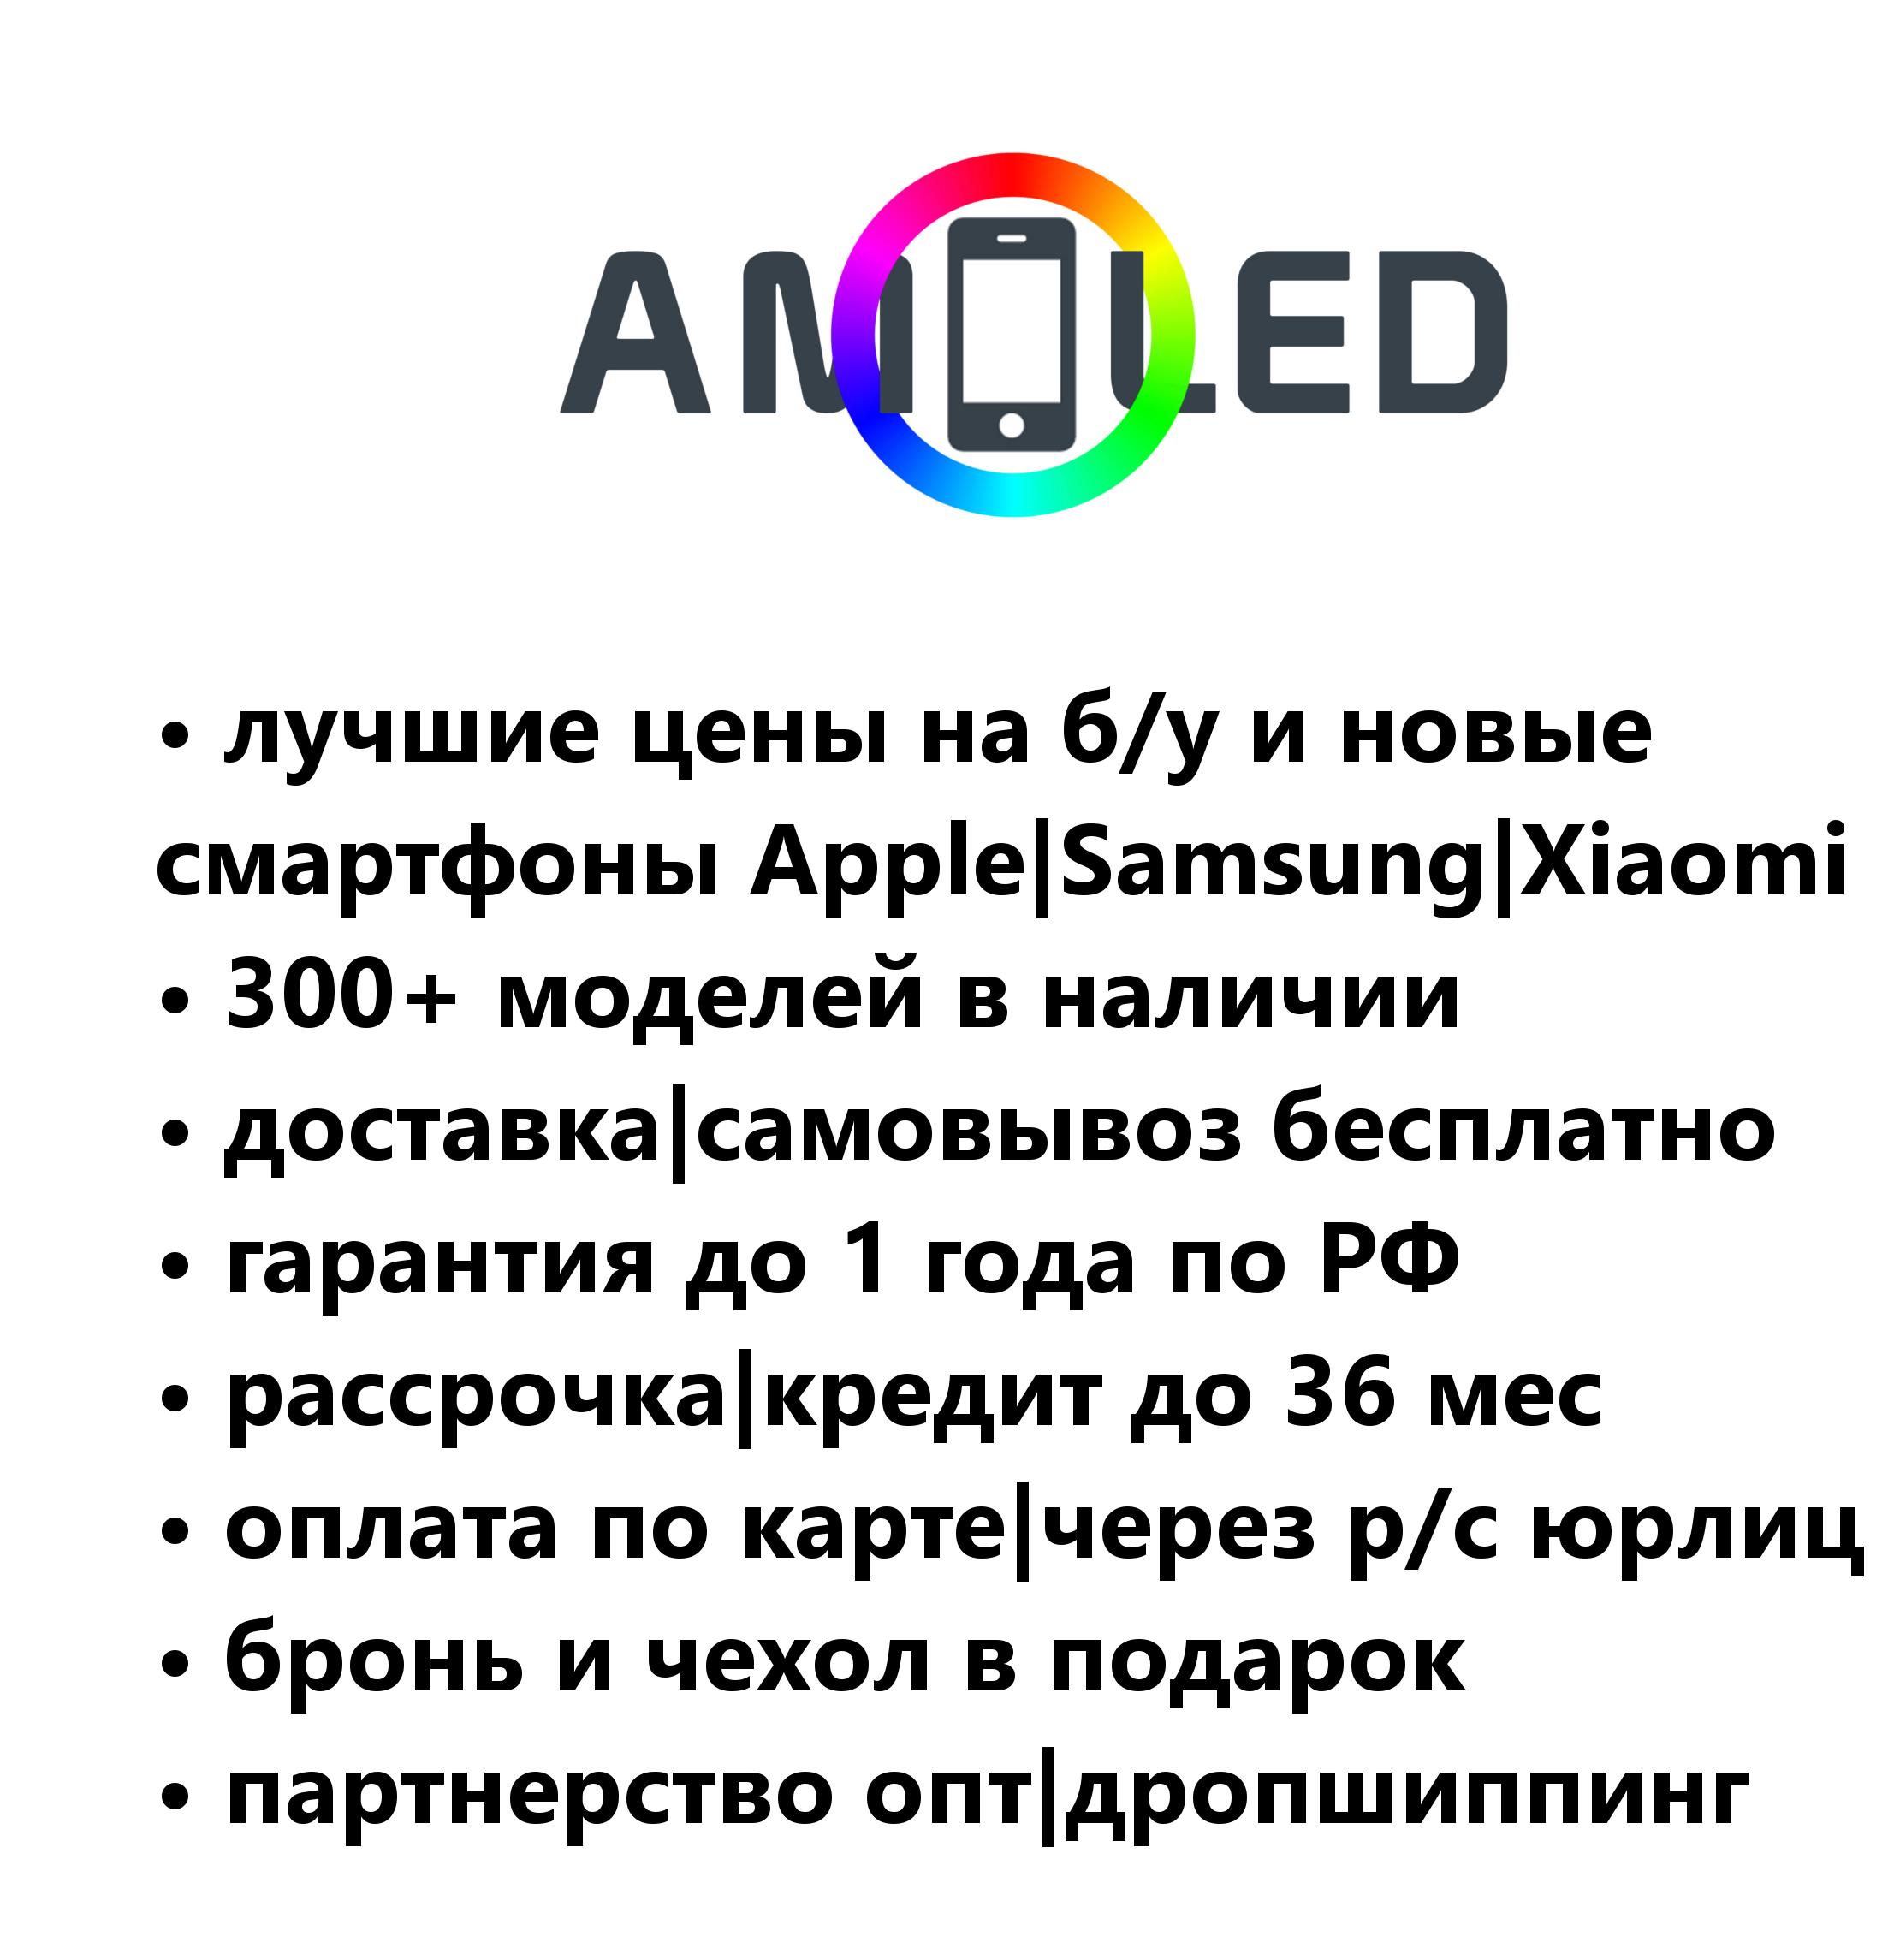 AMOLED
• лучшие цены на б/у и новые
смартфоны Apple|Samsung|Xiaomi
• 300+ моделей в наличии
• доставка|самовывоз бесплатно
• гарантия до 1 года по РФ
• рассрочка|кредит до 36 мес
• оплата по карте|через р/с юрлиц
• бронь и чехол в подарок
• партнерство опт|дропшиппинг